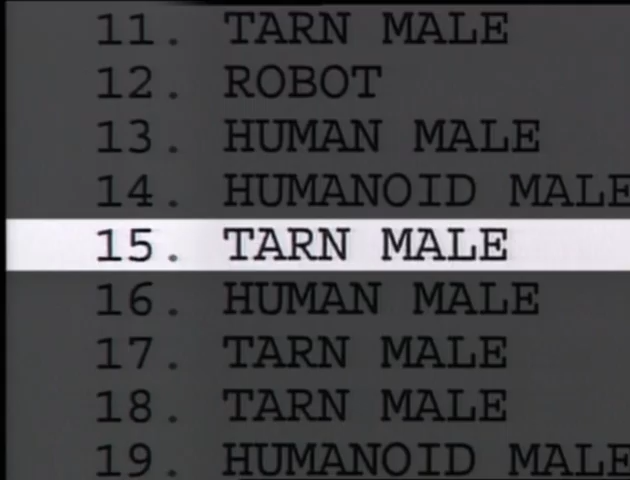 11. TARN MALE
12. ROBOT
13. HUMAN MALE
14. HUMANOID MALE
15. TARN MALE
16. HUMAN MALE
17. TARN MALE
18. TARN MALE
19. HUMANOID MALE